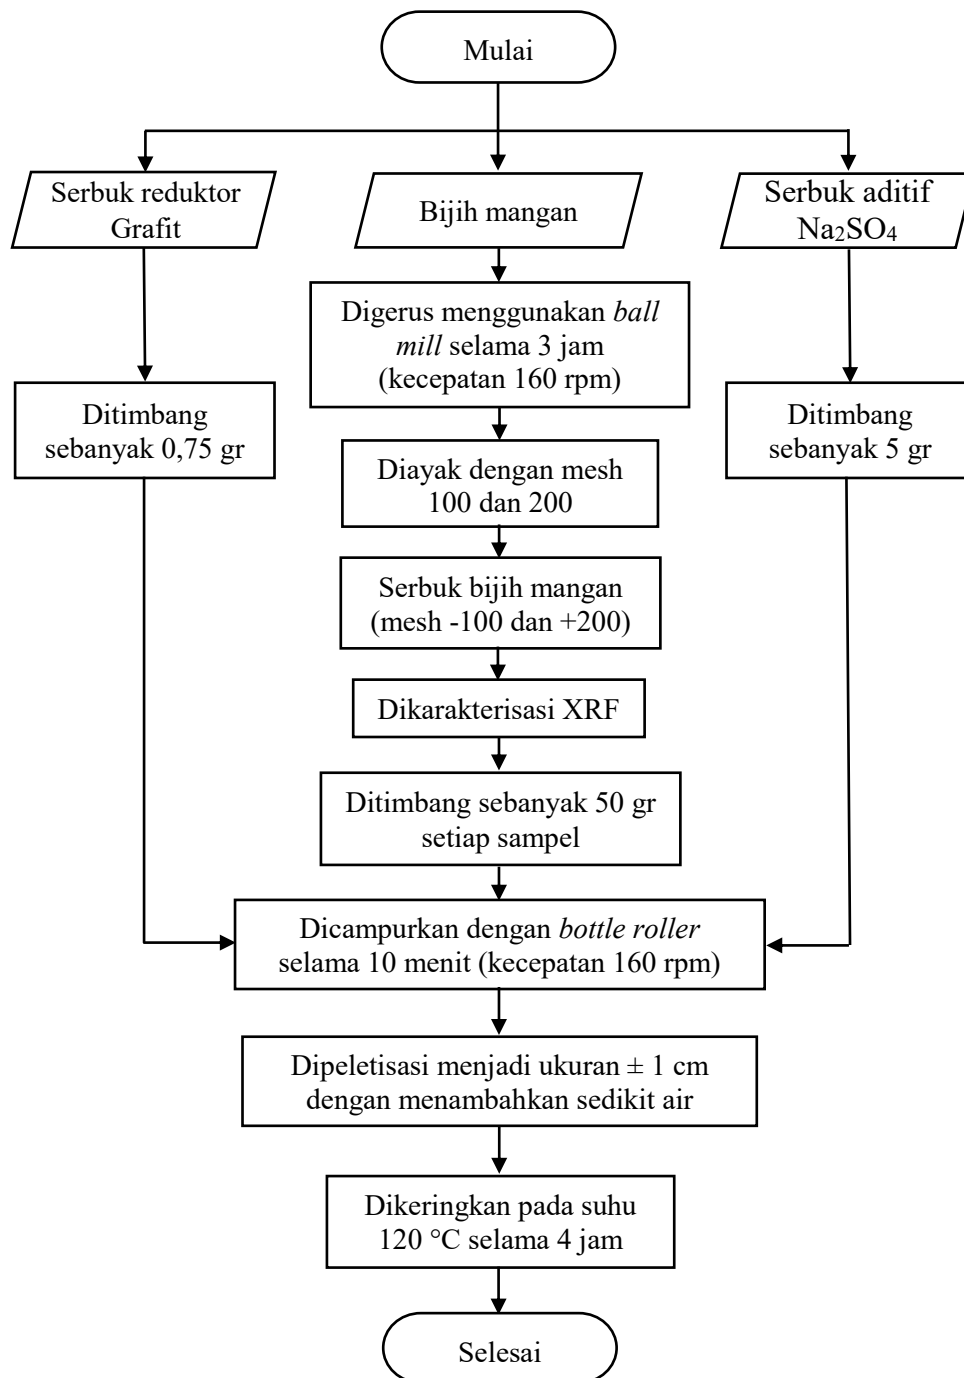 Mulai
Serbuk reduktor
Grafit
Bijih mangan
Serbuk aditif
Na₂SO₄
Digerus menggunakan ball
mill selama 3 jam
(kecepatan 160 rpm)
Ditimbang
sebanyak 0,75 gr
Ditimbang
sebanyak 5 gr
Diayak dengan mesh
100 dan 200
Serbuk bijih mangan
(mesh -100 dan +200)
Dikarakterisasi XRF
Ditimbang sebanyak 50 gr
setiap sampel
Dicampurkan dengan bottle roller
selama 10 menit (kecepatan 160 rpm)
Dipeletisasi menjadi ukuran ± 1 cm
dengan menambahkan sedikit air
Dikeringkan pada suhu
120 °C selama 4 jam
Selesai